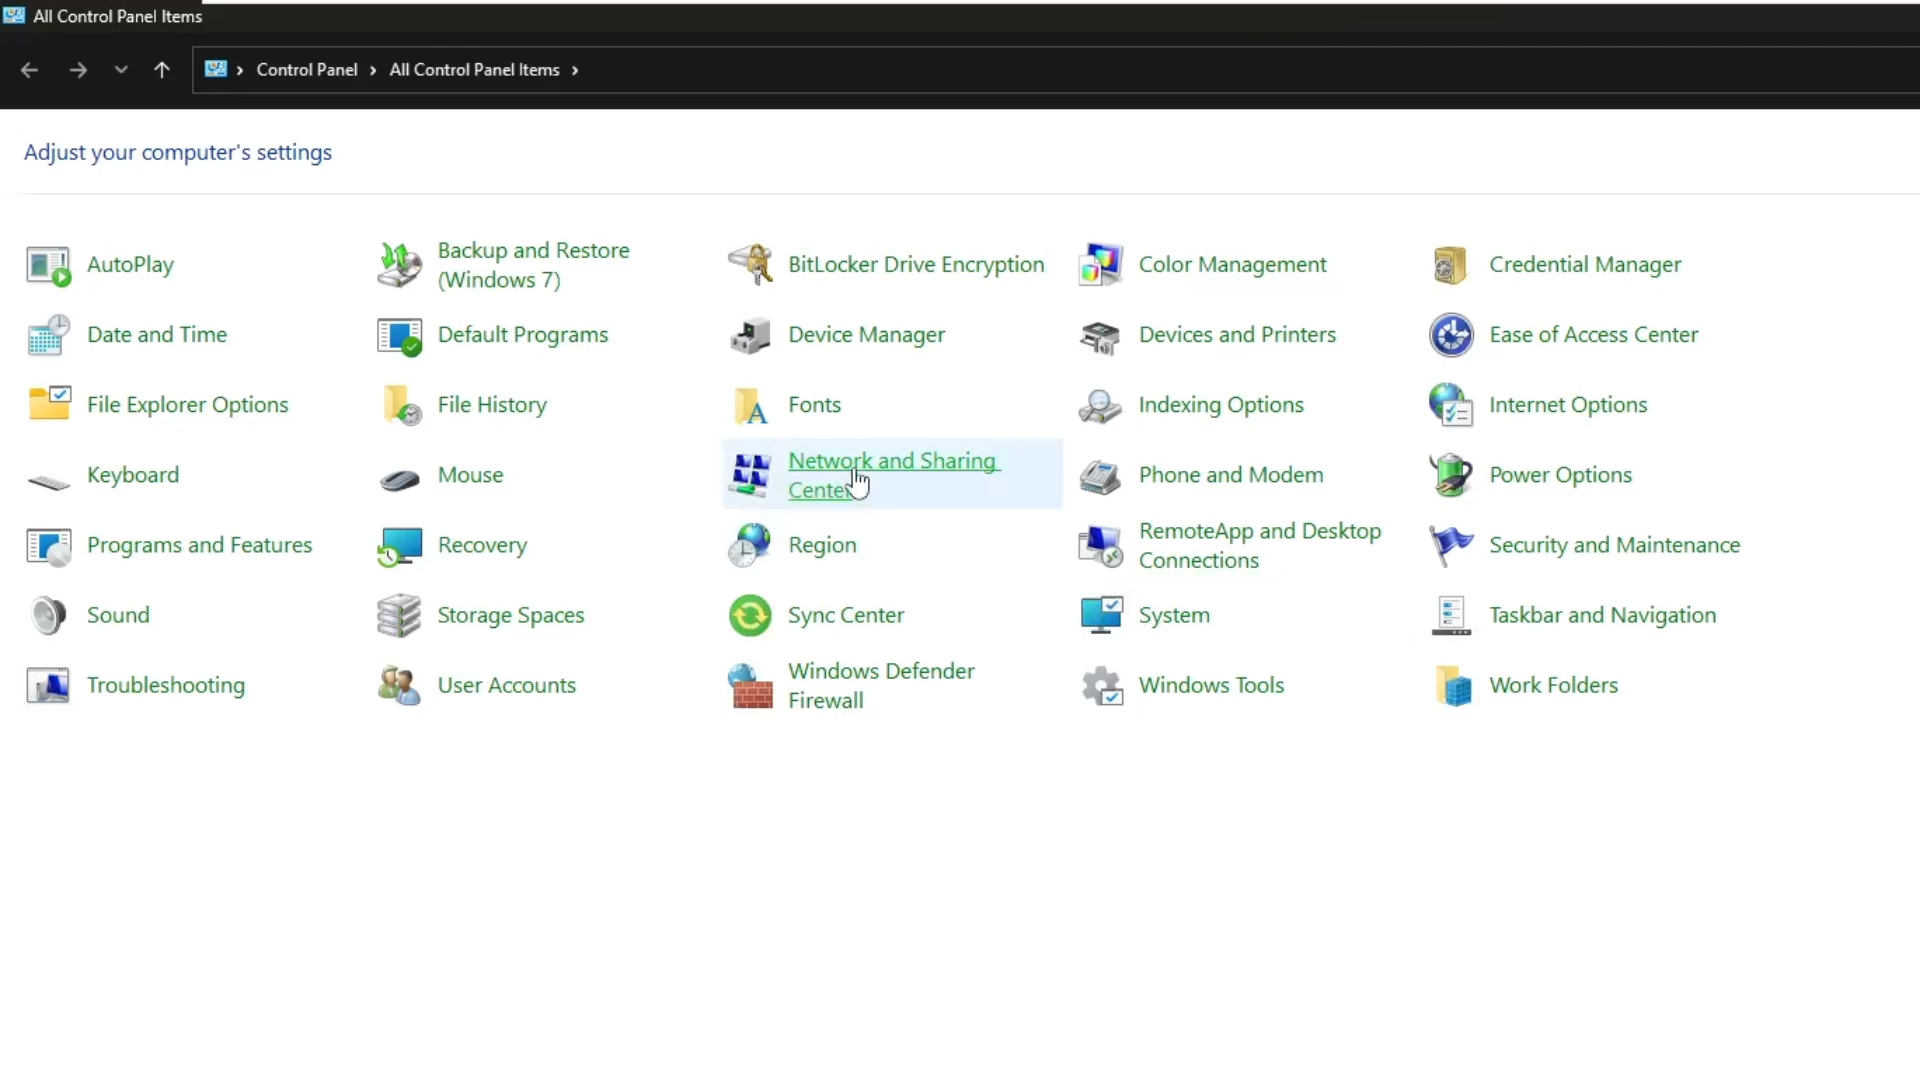 All Control Panel Items
Control Panel All Control Panel Items
Adjust your computer's settings
AutoPlay
Backup and Restore
(Windows 7)
BitLocker Drive Encryption
Color Management
Credential Manager
Date and Time
Default Programs
Device Manager
Devices and Printers
Ease of Access Center
File Explorer Options
File History
Fonts
Indexing Options
Internet Options
Keyboard
Mouse
Network and Sharing
Center
Phone and Modem
Power Options
Programs and Features
Recovery
Region
RemoteApp and Desktop
Connections
Security and Maintenance
Sound
Storage Spaces
Sync Center
System
Taskbar and Navigation
Troubleshooting
User Accounts
Windows Defender
Firewall
Windows Tools
Work Folders